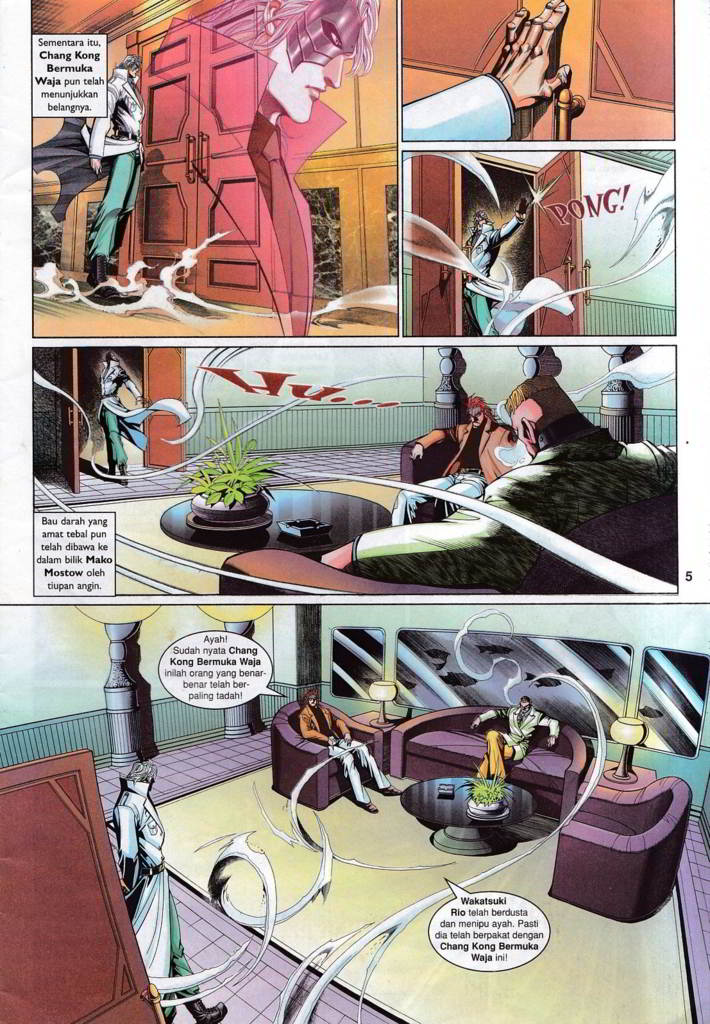 Sementara itu,
Chang Kong
Bermuka
Waja pun telah
menunjukkan
belangnya.
PONG!
Hu...
Bau darah yang
amat tebal pun
telah dibawa ke
dalam bilik Mako
Mostow oleh
tiupan angin.
5
Ayah!
Sudah nyata Chang
Kong Bermuka Waja
inilah orang yang benar-
benar telah ber-
paling tadah!
Wakatsuki
Rio telah berdusta
dan menipu ayah. Pasti
dia telah berpakat dengan
Chang Kong Bermuka
Waja ini!